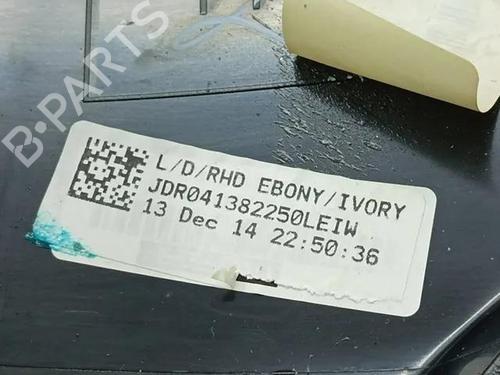 B-PARTS
L/D/RHD EBONY/IVORY
JDR041382250LEIW
13 Dec 14 22:50:36